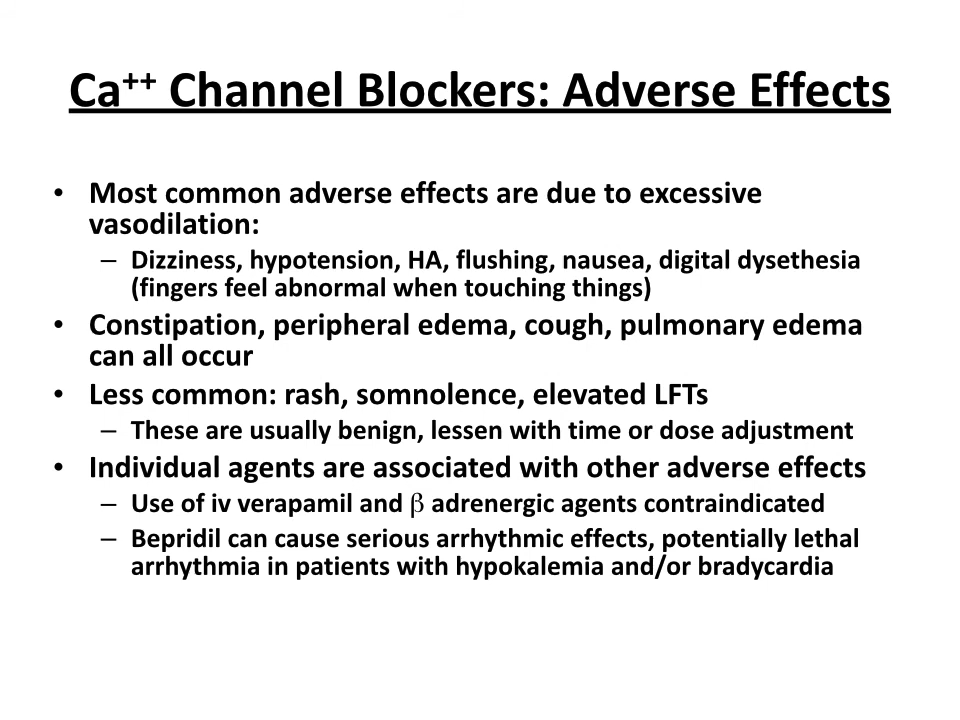 Ca⁺⁺ Channel Blockers: Adverse Effects
• Most common adverse effects are due to excessive
vasodilation:
– Dizziness, hypotension, HA, flushing, nausea, digital dysethesia
(fingers feel abnormal when touching things)
• Constipation, peripheral edema, cough, pulmonary edema
can all occur
• Less common: rash, somnolence, elevated LFTs
– These are usually benign, lessen with time or dose adjustment
• Individual agents are associated with other adverse effects
– Use of iv verapamil and β adrenergic agents contraindicated
– Bepridil can cause serious arrhythmic effects, potentially lethal
arrhythmia in patients with hypokalemia and/or bradycardia